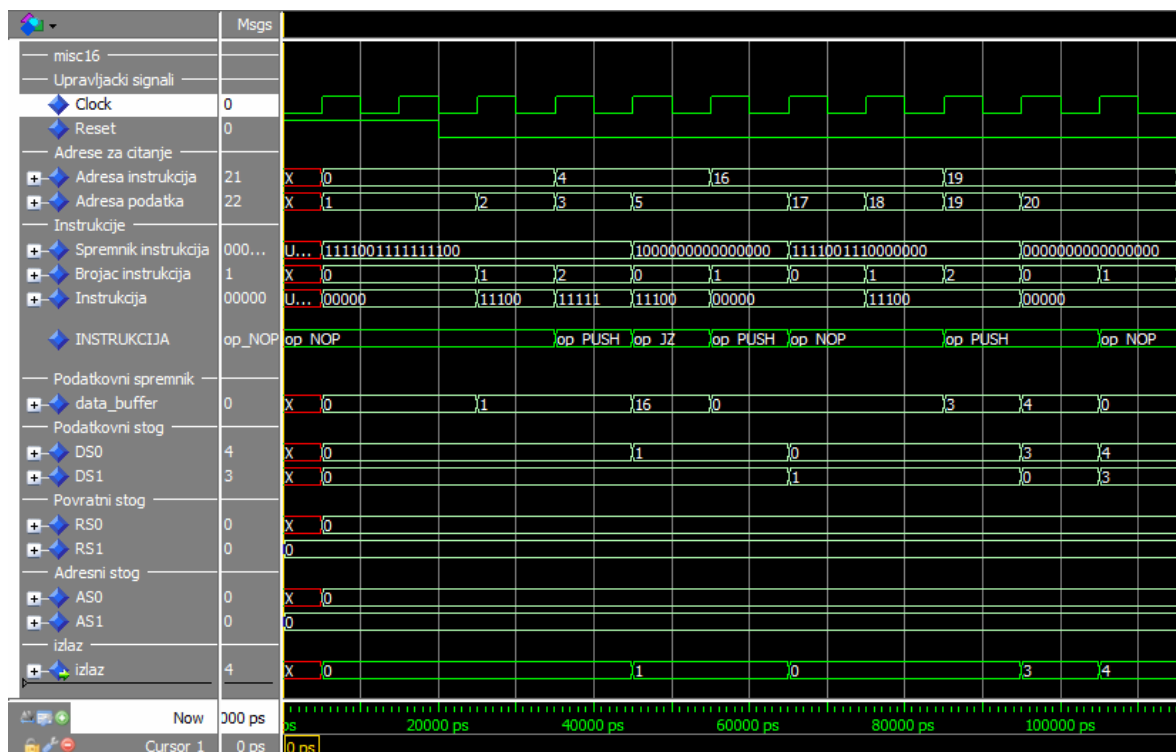 Msgs
misc16
Upravljacki signali
Clock 0
Reset 0
Adrese za citanje
Adresa instrukcija 21 X 0 4 16 19
Adresa podatka 22 X 1 2 3 5 17 18 19 20
Instrukcije
Spremnik instrukcija 000... U... 1111001111111100 1000000000000000 1111001110000000 0000000000000000
Brojac instrukcija 1 X 0 1 2 0 1 0 1 2 0 1
Instrukcija 00000 U... 00000 11100 11111 11100 00000 11100 00000
INSTRUKCIJA op_NOP op_NOP op_PUSH op_JZ op_PUSH op_NOP op_PUSH op_NOP
Podatkovni spremnik
data_buffer 0 X 0 1 16 0 3 4 0
Podatkovni stog
DS0 4 X 0 1 0 3 4
DS1 3 X 0 1 0 3
Povratni stog
RS0 0 X 0
RS1 0 0
Adresni stog
AS0 0 X 0
AS1 0 0
izlaz
izlaz 4 X 0 1 0 3 4
Now 000 ps ps 20000 ps 40000 ps 60000 ps 80000 ps 100000 ps
Cursor 1 0 ps 0 ps